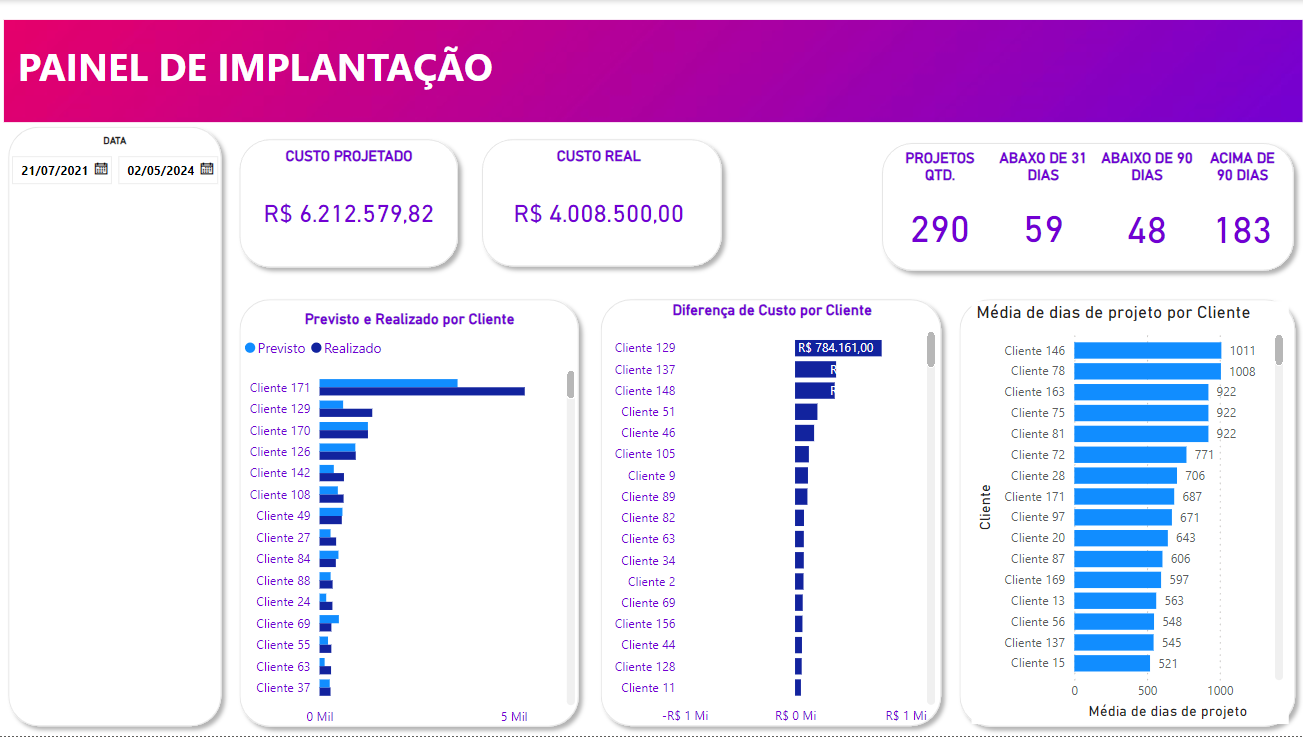 PAINEL DE IMPLANTAÇÃO
DATA
21/07/2021
02/05/2024
CUSTO PROJETADO
R$ 6.212.579,82
CUSTO REAL
R$ 4.008.500,00
PROJETOS QTD.
290
ABAXO DE 31 DIAS
59
ABAIXO DE 90 DIAS
48
ACIMA DE 90 DIAS
183
Previsto e Realizado por Cliente
Previsto
Realizado
Cliente 171
Cliente 129
Cliente 170
Cliente 126
Cliente 142
Cliente 108
Cliente 49
Cliente 27
Cliente 84
Cliente 88
Cliente 24
Cliente 69
Cliente 55
Cliente 63
Cliente 37
0 Mil
5 Mil
Diferença de Custo por Cliente
Cliente 129
R$ 784.161,00
Cliente 137
R
Cliente 148
R
Cliente 51
Cliente 46
Cliente 105
Cliente 9
Cliente 89
Cliente 82
Cliente 63
Cliente 34
Cliente 2
Cliente 69
Cliente 156
Cliente 44
Cliente 128
Cliente 11
-R$ 1 Mi
R$ 0 Mi
R$ 1 Mi
Média de dias de projeto por Cliente
Cliente
Cliente 146 1011
Cliente 78 1008
Cliente 163 922
Cliente 75 922
Cliente 81 922
Cliente 72 771
Cliente 28 706
Cliente 171 687
Cliente 97 671
Cliente 20 643
Cliente 87 606
Cliente 169 597
Cliente 13 563
Cliente 56 548
Cliente 137 545
Cliente 15 521
0
500
1000
Média de dias de projeto